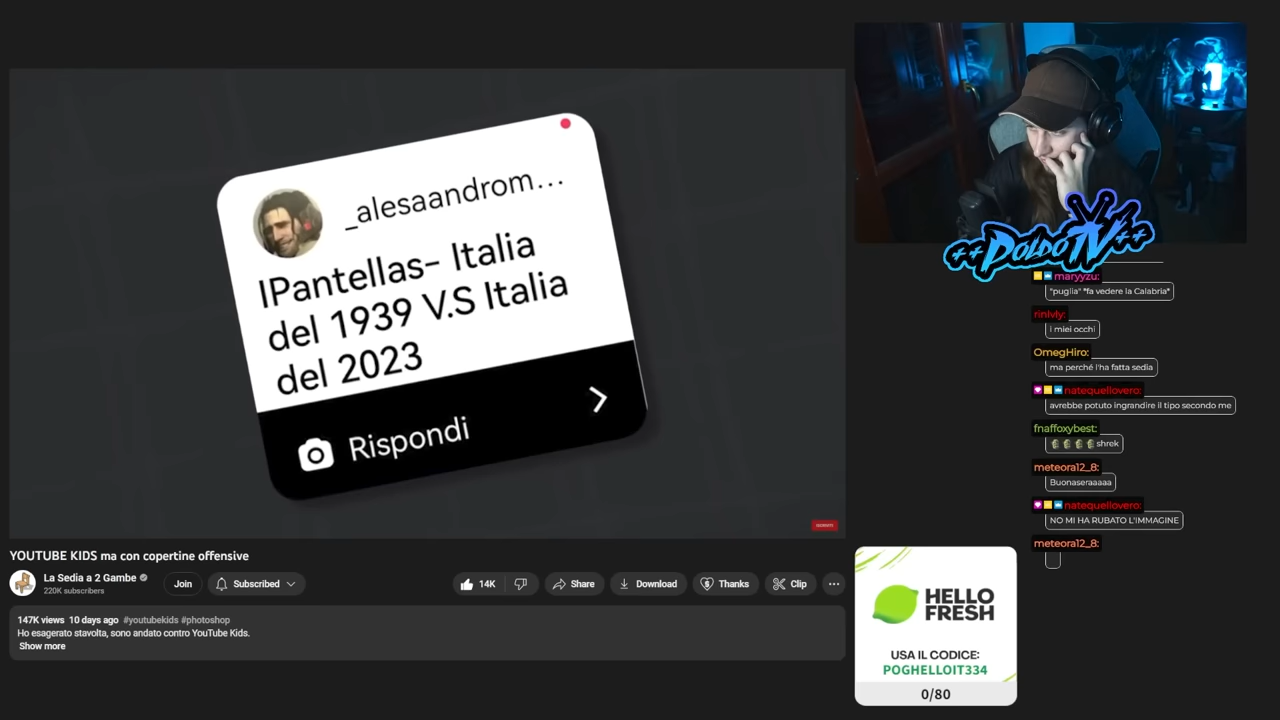 _alesaandrom...
IPantellas- Italia
del 1939 V.S Italia
del 2023
Rispondi
YOUTUBE KIDS ma con copertine offensive
La Sedia a 2 Gambe
220K subscribers
Join
Subscribed
14K
Share
Download
Thanks
Clip
147K views 10 days ago #youtubekids #photoshop
Ho esagerato stavolta, sono andato contro YouTube Kids.
Show more
++POLDOTV++
maryyzu:
"puglia" *fa vedere la Calabria*
rinlvly:
i miei occhi
OmegHiro:
ma perché l'ha fatta sedia
natequellovero:
avrebbe potuto ingrandire il tipo secondo me
fnaffoxybest:
shrek
meteora12_8:
Buonaseraaaaa
natequellovero:
NO MI HA RUBATO L'IMMAGINE
meteora12_8:
HELLO
FRESH
USA IL CODICE:
POGHELLOIT334
0/80